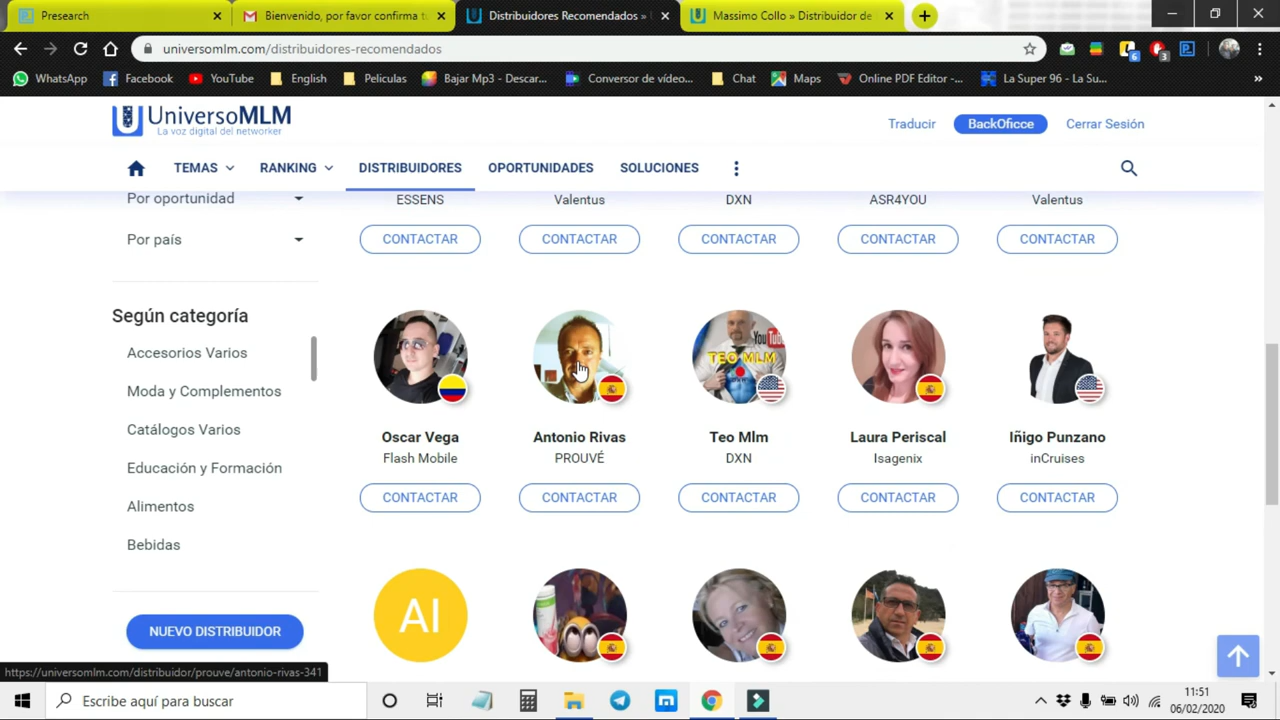 Presearch
Bienvenido, por favor confirma tu
Distribuidores Recomendados » U
Massimo Collo » Distribuidor de
universomlm.com/distribuidores-recomendados
6
3
WhatsApp
Facebook
YouTube
English
Peliculas
Bajar Mp3 - Descar...
Conversor de vídeo...
Chat
Maps
Online PDF Editor -...
La Super 96 - La Su...
»
UniversoMLM
La voz digital del networker
Traducir
BackOficce
Cerrar Sesión
TEMAS
RANKING
DISTRIBUIDORES
OPORTUNIDADES
SOLUCIONES
Por oportunidad
Por país
ESSENS
Valentus
DXN
ASR4YOU
Valentus
CONTACTAR
CONTACTAR
CONTACTAR
CONTACTAR
CONTACTAR
Según categoría
Accesorios Varios
Moda y Complementos
Catálogos Varios
Educación y Formación
Alimentos
Bebidas
NUEVO DISTRIBUIDOR
YouTub
TEO MLM
Oscar Vega
Antonio Rivas
Teo Mlm
Laura Periscal
Iñigo Punzano
Flash Mobile
PROUVÉ
DXN
Isagenix
inCruises
CONTACTAR
CONTACTAR
CONTACTAR
CONTACTAR
CONTACTAR
AI
https://universomlm.com/distribuidor/prouve/antonio-rivas-341
Escribe aquí para buscar
11:51
06/02/2020